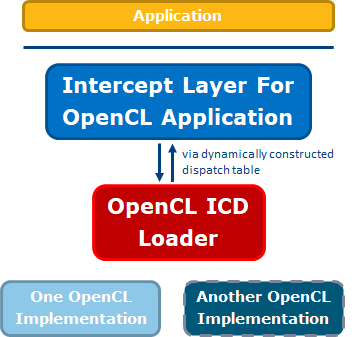 Application
Intercept Layer For
OpenCL Application
via dynamically constructed
dispatch table
OpenCL ICD
Loader
One OpenCL
Implementation
Another OpenCL
Implementation